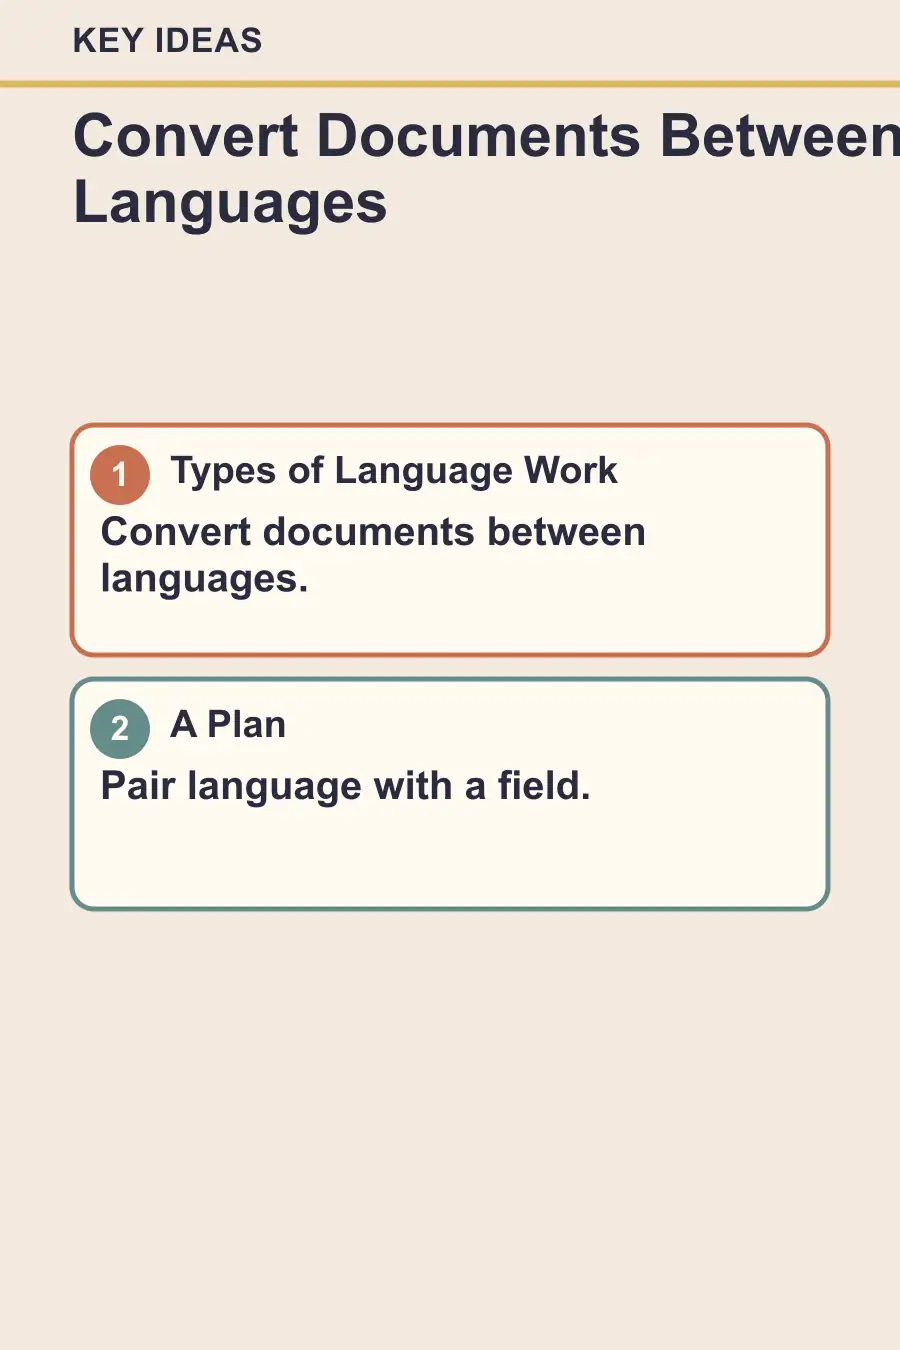 KEY IDEAS
Convert Documents Between
Languages
1 Types of Language Work
Convert documents between
languages.
2 A Plan
Pair language with a field.